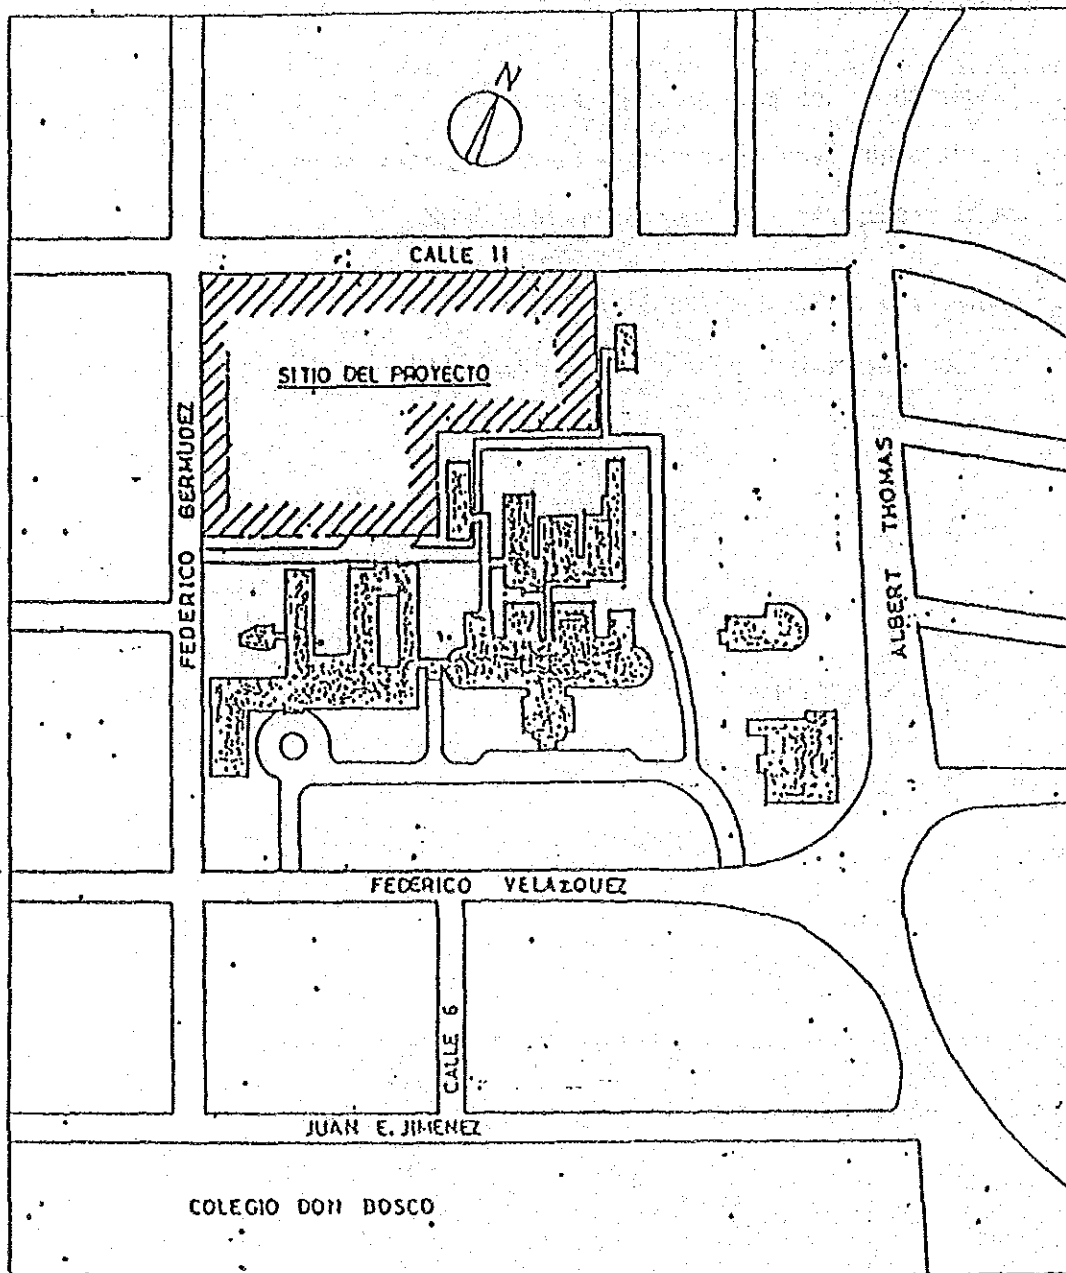 N
CALLE 11
SITIO DEL PROYECTO
FEDERICO BERMUDEZ
ALBERT THOMAS
FEDERICO VELAZQUEZ
CALLE 6
JUAN E. JIMENEZ
COLEGIO DON BOSCO